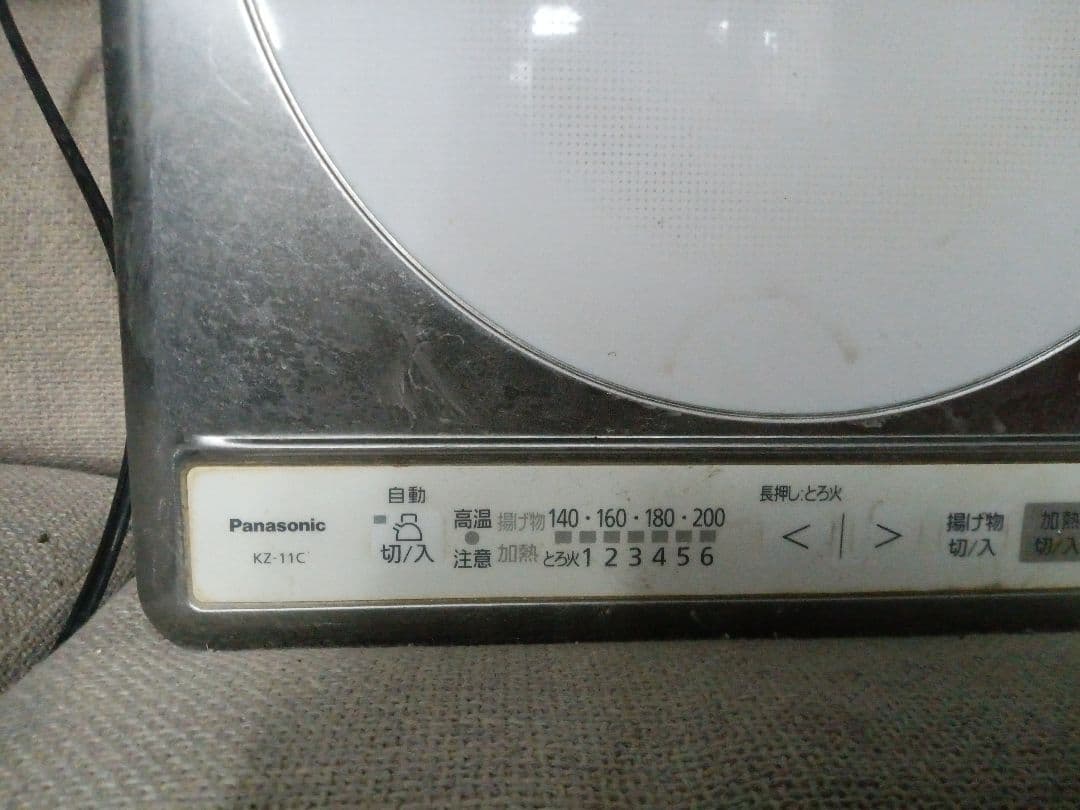 Panasonic
KZ-11C
自動
切/入
高温
注意
揚げ物 140・160・180・200
加熱 とろ火 1 2 3 4 5 6
長押し:とろ火
< | >
揚げ物
切/入
加熱
切/入